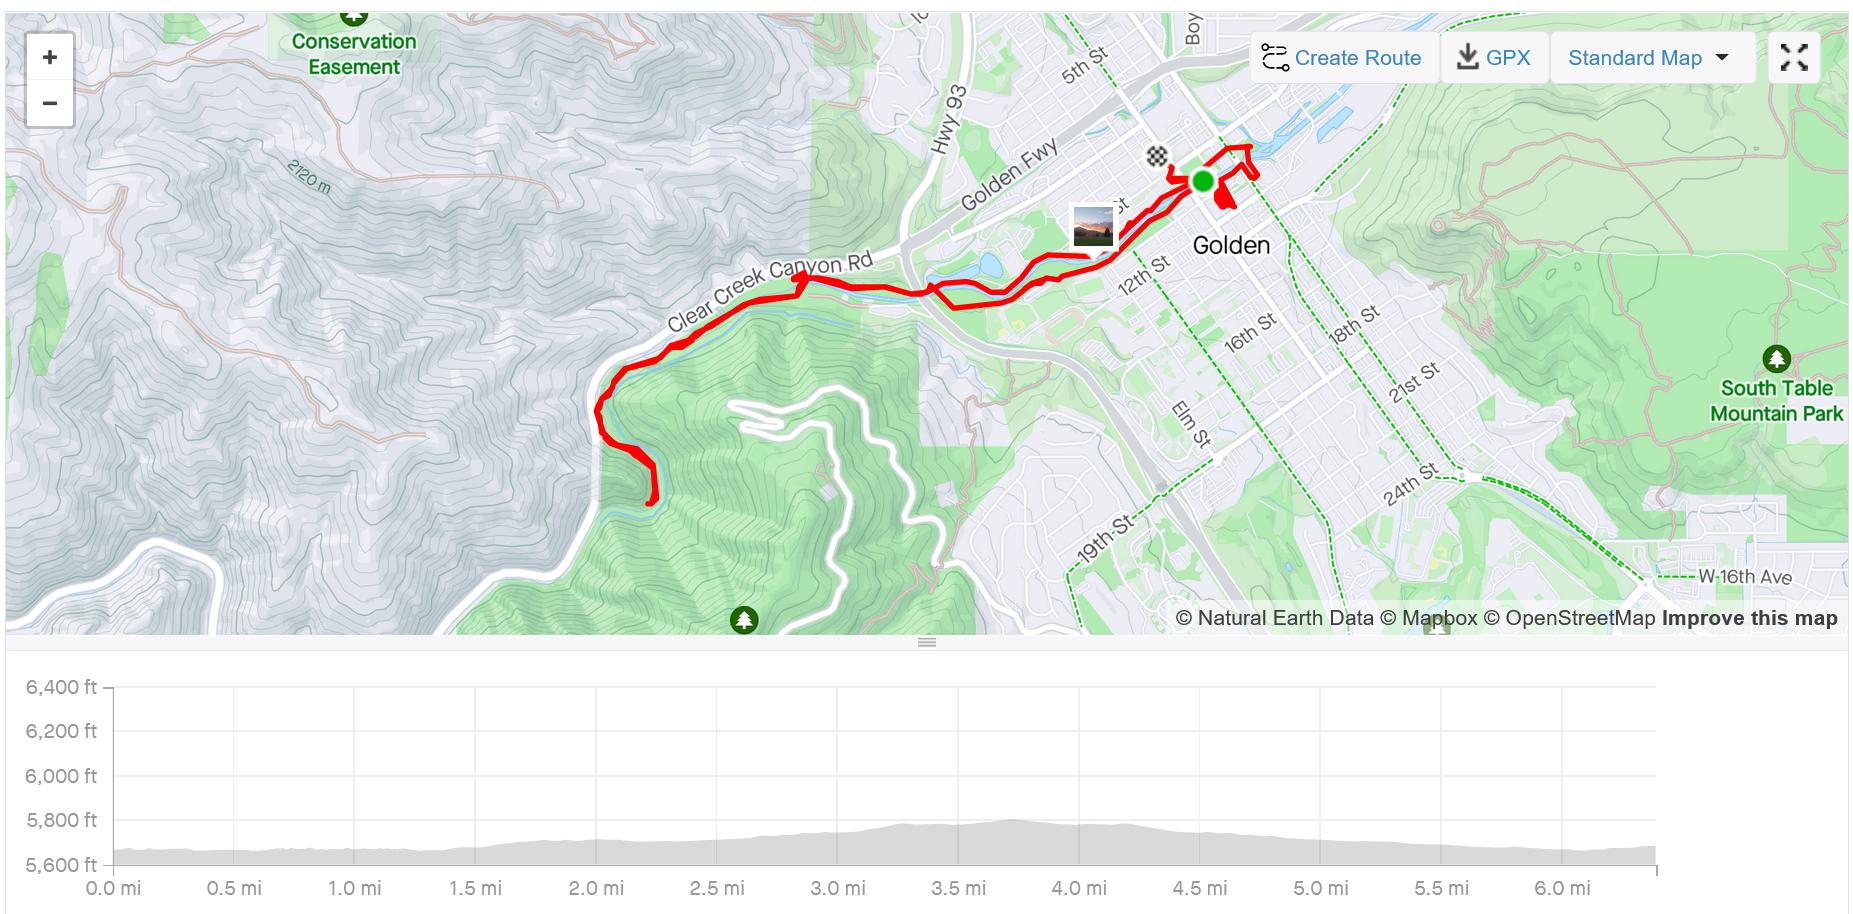 Conservation
Easement
+
−
2120 m
Hwy 93
5th St
Boy
Create Route
GPX
Standard Map
Golden Fwy
St
Clear Creek Canyon Rd
Golden
12th St
16th St
18th St
21st St
South Table
Mountain Park
Elm St
24th St
19th St
W 16th Ave
© Natural Earth Data © Mapbox © OpenStreetMap Improve this map
6,400 ft
6,200 ft
6,000 ft
5,800 ft
5,600 ft
0.0 mi 0.5 mi 1.0 mi 1.5 mi 2.0 mi 2.5 mi 3.0 mi 3.5 mi 4.0 mi 4.5 mi 5.0 mi 5.5 mi 6.0 mi